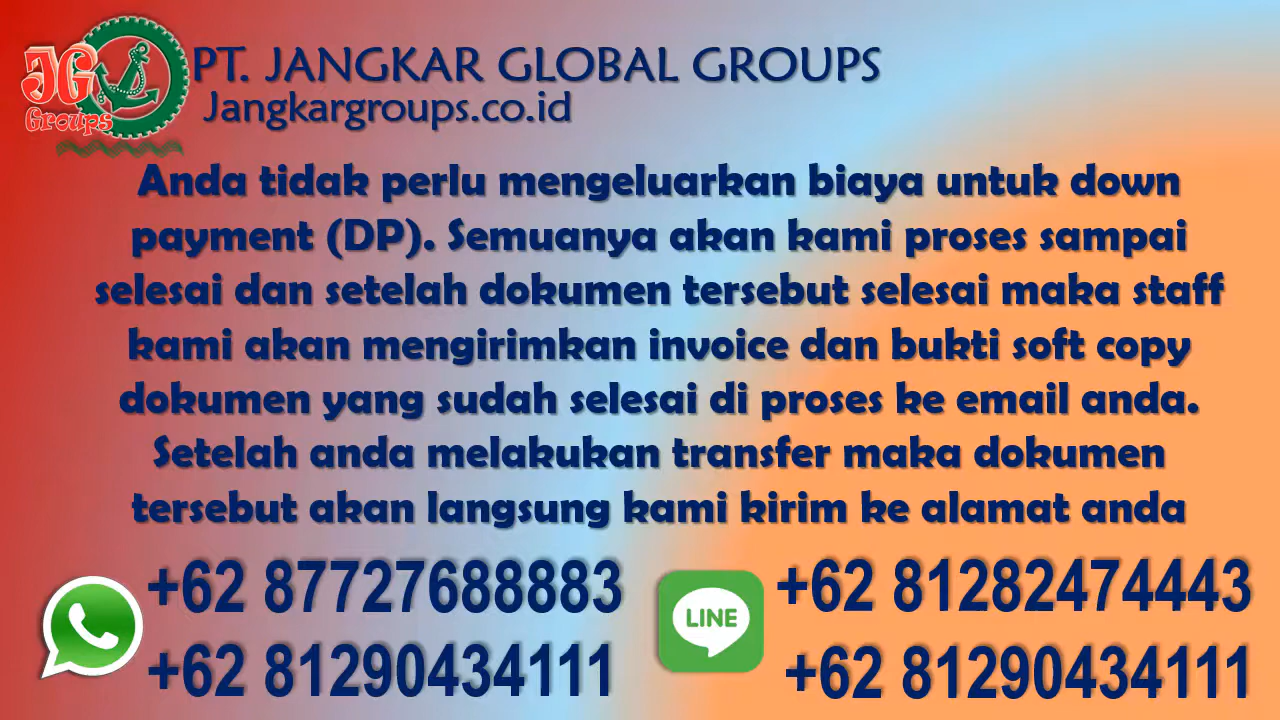 JG
Groups
PT. JANGKAR GLOBAL GROUPS
Jangkargroups.co.id
Anda tidak perlu mengeluarkan biaya untuk down
payment (DP). Semuanya akan kami proses sampai
selesai dan setelah dokumen tersebut selesai maka staff
kami akan mengirimkan invoice dan bukti soft copy
dokumen yang sudah selesai di proses ke email anda.
Setelah anda melakukan transfer maka dokumen
tersebut akan langsung kami kirim ke alamat anda
+62 87727688883
+62 81290434111
LINE
+62 81282474443
+62 81290434111